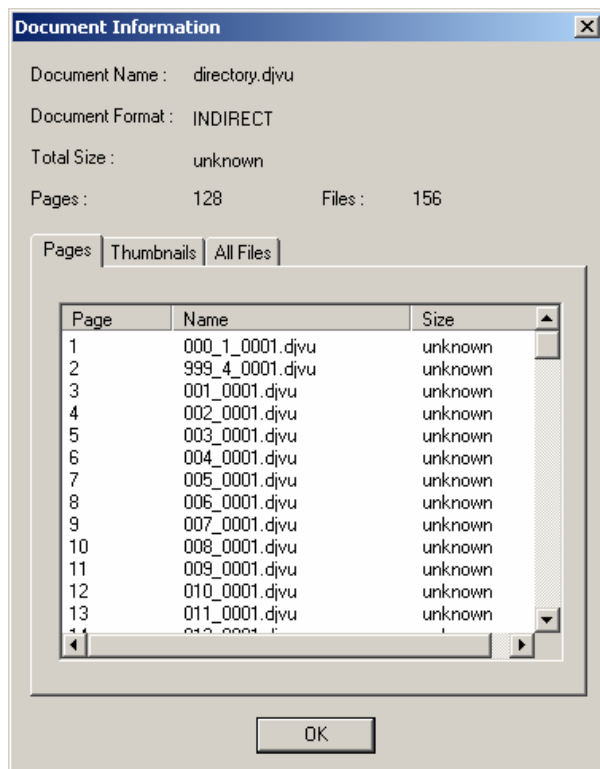 Document Information
Document Name : directory.djvu
Document Format : INDIRECT
Total Size : unknown
Pages : 128 Files : 156
Pages Thumbnails All Files
Page Name Size
1 000_1_0001.djvu unknown
2 999_4_0001.djvu unknown
3 001_0001.djvu unknown
4 002_0001.djvu unknown
5 003_0001.djvu unknown
6 004_0001.djvu unknown
7 005_0001.djvu unknown
8 006_0001.djvu unknown
9 007_0001.djvu unknown
10 008_0001.djvu unknown
11 009_0001.djvu unknown
12 010_0001.djvu unknown
13 011_0001.djvu unknown
OK